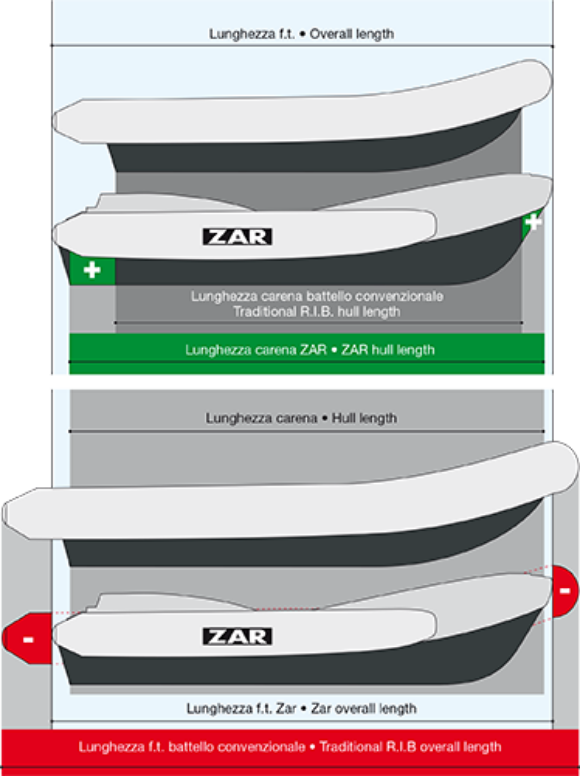 Lunghezza f.t. • Overall length
ZAR
Lunghezza carena battello convenzionale
Traditional R.I.B. hull length
Lunghezza carena ZAR • ZAR hull length
Lunghezza carena • Hull length
ZAR
Lunghezza f.t. Zar • Zar overall length
Lunghezza f.t. battello convenzionale • Traditional R.I.B overall length